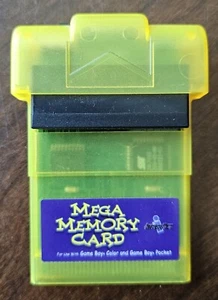 MEGA
MEMORY
CARD
For use with Game Boy® Color and Game Boy® Pocket